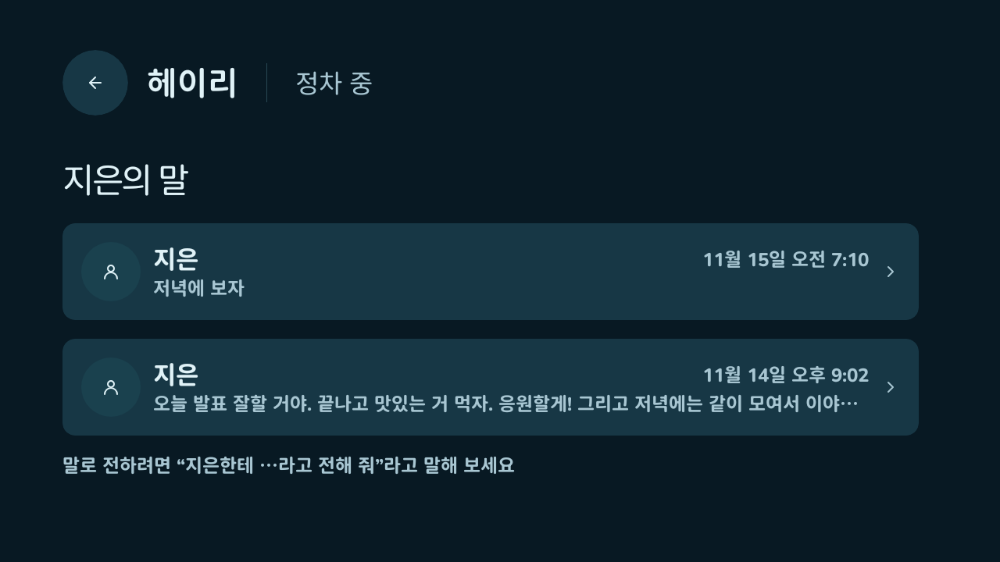 헤이리
정차 중
지은의 말
지은
11월 15일 오전 7:10
저녁에 보자
지은
11월 14일 오후 9:02
오늘 발표 잘할 거야. 끝나고 맛있는 거 먹자. 응원할게! 그리고 저녁에는 같이 모여서 이야…
말로 전하려면 “지은한테 …라고 전해 줘”라고 말해 보세요